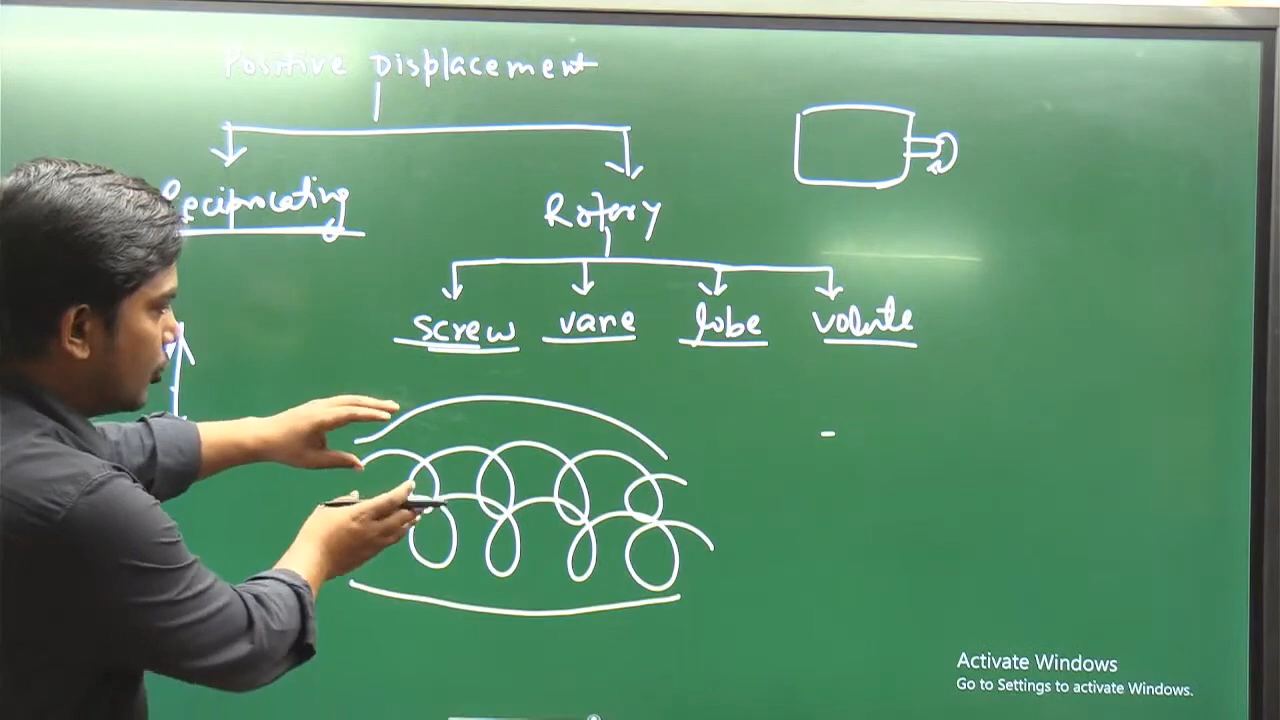 Positive Displacement
Reciprocating
Rotary
screw vane lobe volute
Activate Windows
Go to Settings to activate Windows.